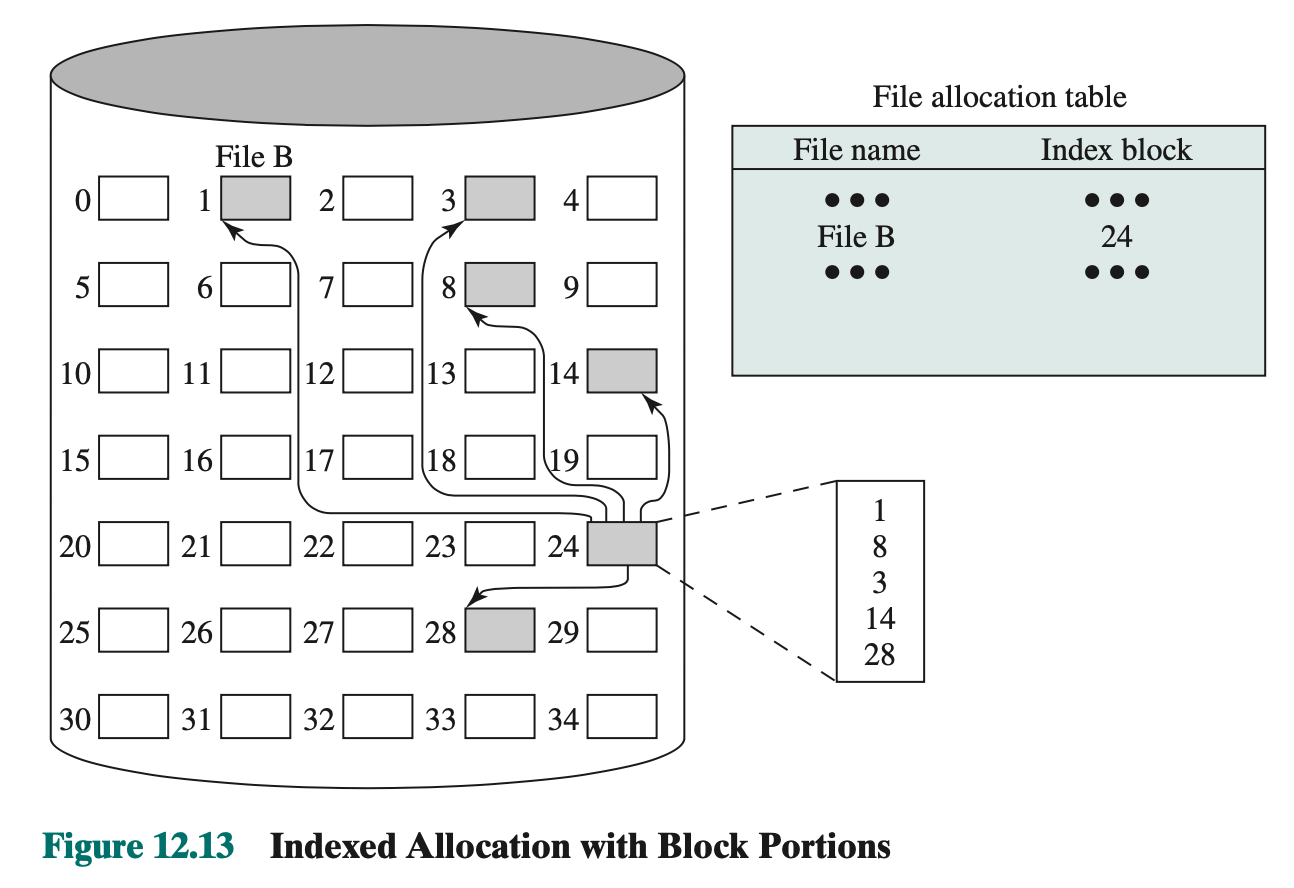 File allocation table
File name Index block
● ● ● ● ● ●
File B 24
● ● ● ● ● ●
File B
0 1 2 3 4
5 6 7 8 9
10 11 12 13 14
15 16 17 18 19
20 21 22 23 24
25 26 27 28 29
30 31 32 33 34
1
8
3
14
28
Figure 12.13 Indexed Allocation with Block Portions